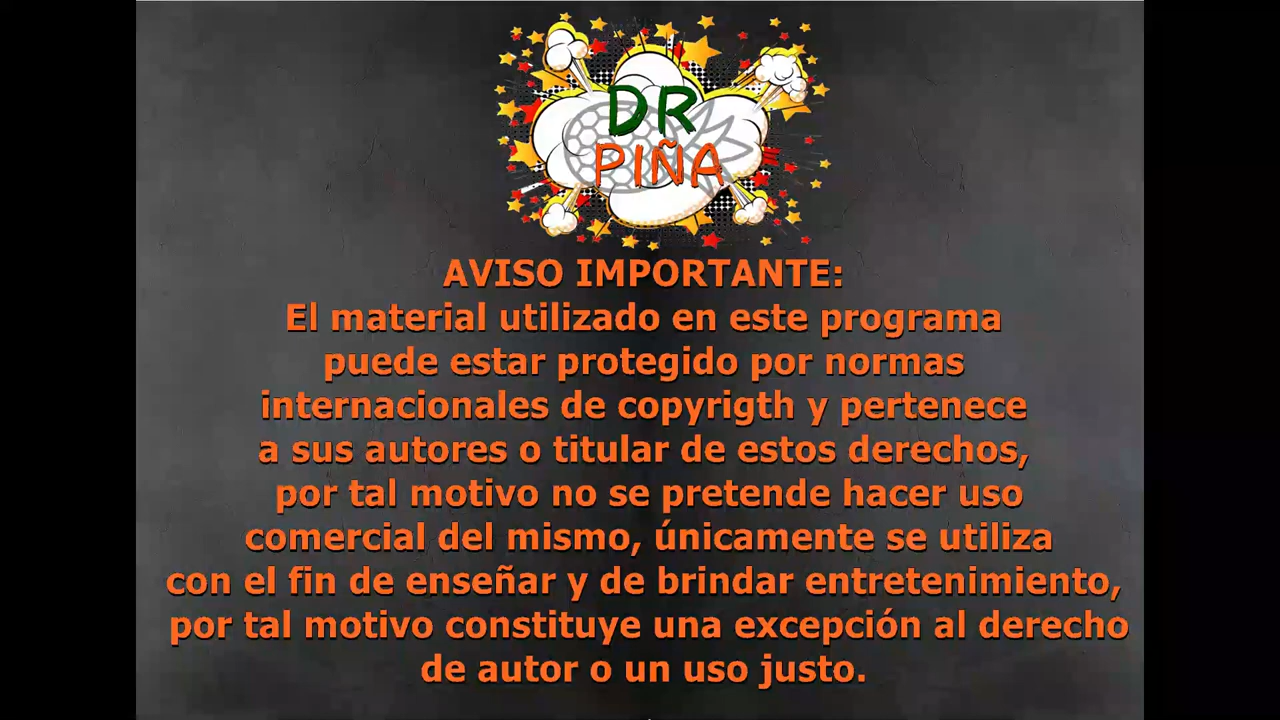 DR
PIÑA
AVISO IMPORTANTE:
El material utilizado en este programa
puede estar protegido por normas
internacionales de copyrigth y pertenece
a sus autores o titular de estos derechos,
por tal motivo no se pretende hacer uso
comercial del mismo, únicamente se utiliza
con el fin de enseñar y de brindar entretenimiento,
por tal motivo constituye una excepción al derecho
de autor o un uso justo.